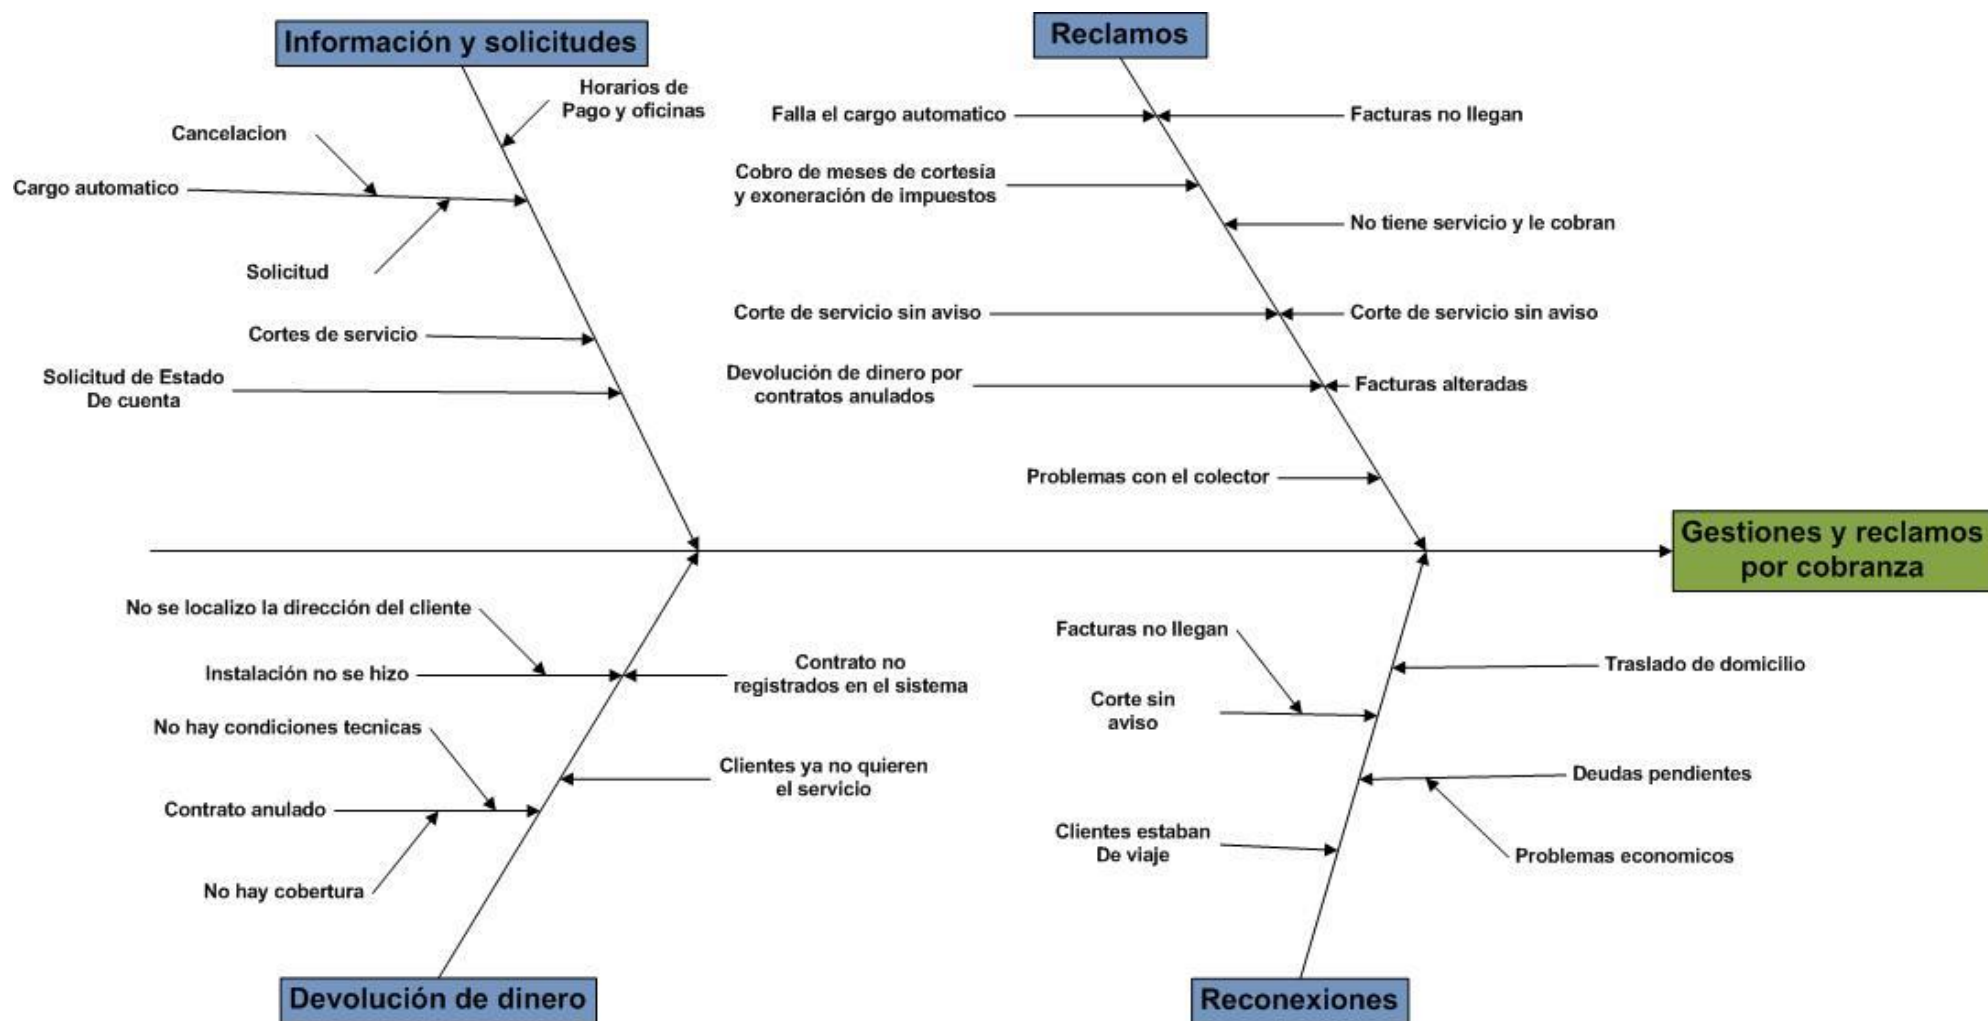 Información y solicitudes
Horarios de
Pago y oficinas
Cancelacion
Cargo automatico
Solicitud
Cortes de servicio
Solicitud de Estado
De cuenta
Reclamos
Falla el cargo automatico
Facturas no llegan
Cobro de meses de cortesía
y exoneración de impuestos
No tiene servicio y le cobran
Corte de servicio sin aviso
Corte de servicio sin aviso
Devolución de dinero por
contratos anulados
Facturas alteradas
Problemas con el colector
Gestiones y reclamos
por cobranza
No se localizo la dirección del cliente
Instalación no se hizo
Contrato no
registrados en el sistema
No hay condiciones tecnicas
Clientes ya no quieren
el servicio
Contrato anulado
No hay cobertura
Devolución de dinero
Facturas no llegan
Traslado de domicilio
Corte sin
aviso
Deudas pendientes
Clientes estaban
De viaje
Problemas economicos
Reconexiones